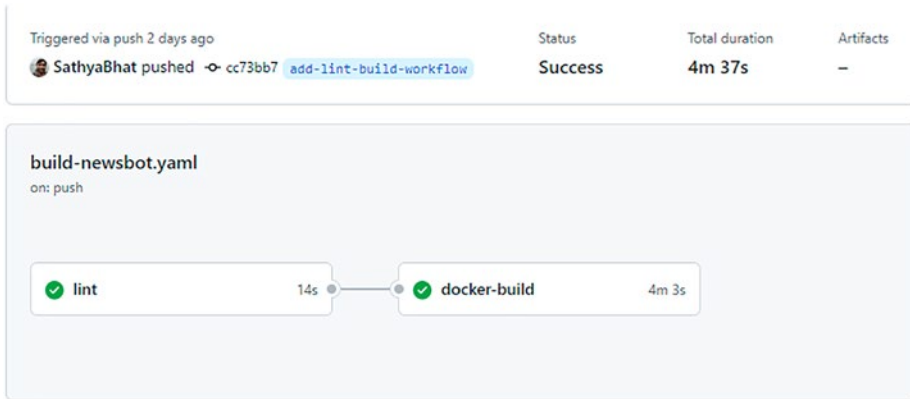 Triggered via push 2 days ago
Status
Total duration
Artifacts
SathyaBhat pushed cc73bb7 add-lint-build-workflow
Success
4m 37s
–
build-newsbot.yaml
on: push
lint 14s
docker-build 4m 3s